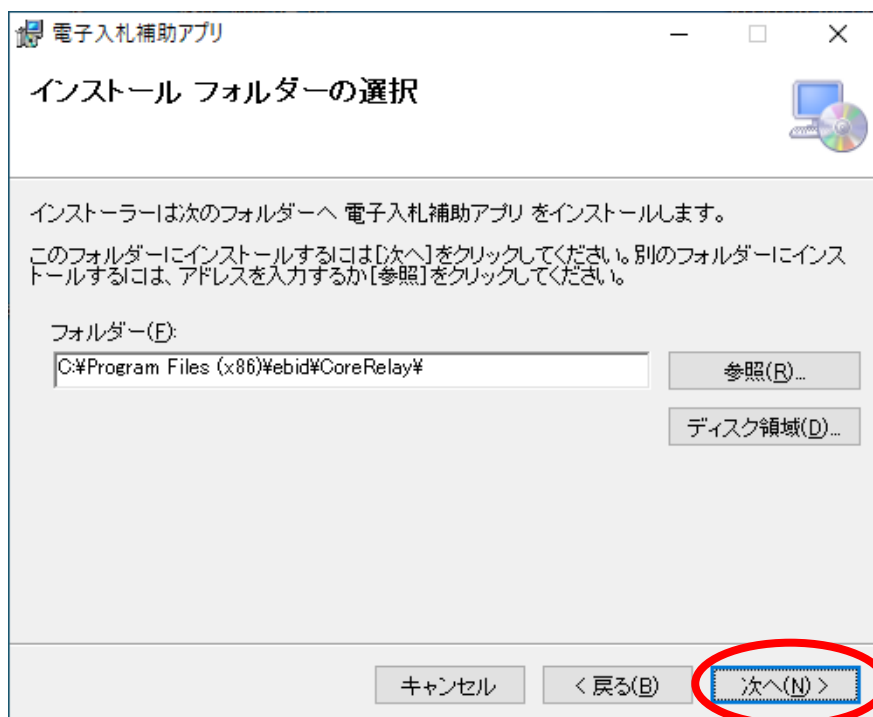 電子入札補助アプリ
インストール フォルダーの選択
インストーラーは次のフォルダーへ 電子入札補助アプリ をインストールします。
このフォルダーにインストールするには[次へ]をクリックしてください。別のフォルダーにインス
トールするには、アドレスを入力するか[参照]をクリックしてください。
フォルダー(F):
C:¥Program Files (x86)¥ebid¥CoreRelay¥
参照(R)...
ディスク領域(D)...
キャンセル
< 戻る(B)
次へ(N) >